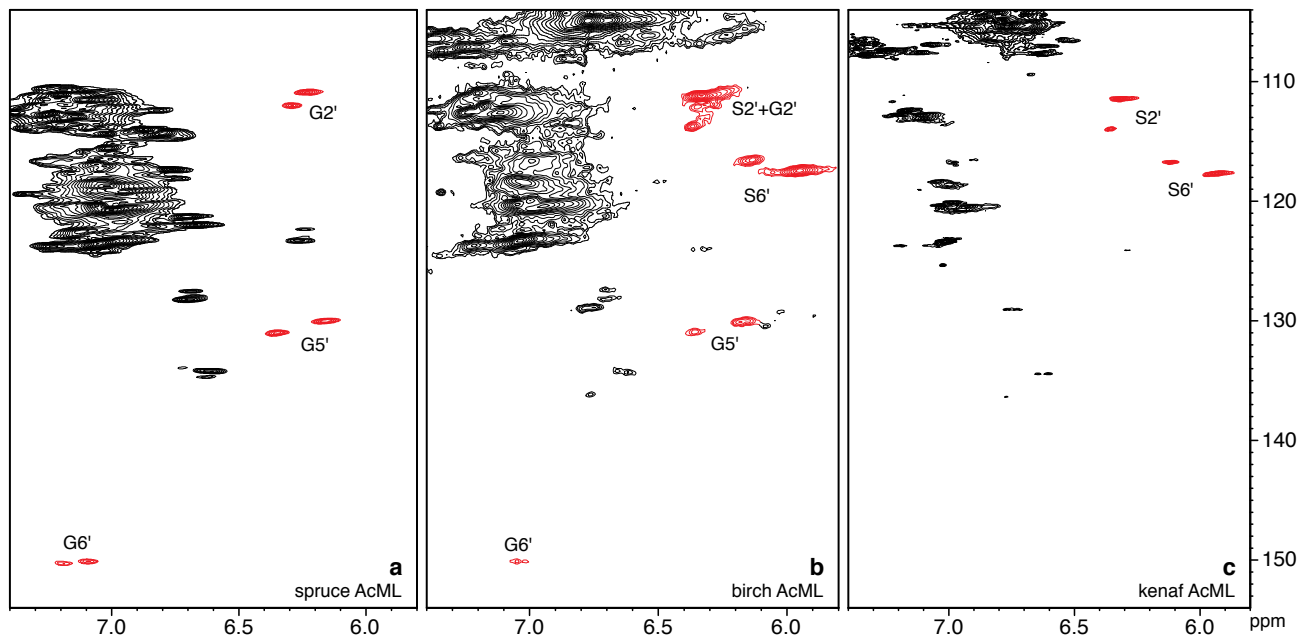 G2'
G5'
G6'
a
spruce AcML
7.0 6.5 6.0
S2'+G2'
S6'
G5'
G6'
b
birch AcML
7.0 6.5 6.0
S2'
S6'
c
kenaf AcML
7.0 6.5 6.0 ppm
110
120
130
140
150